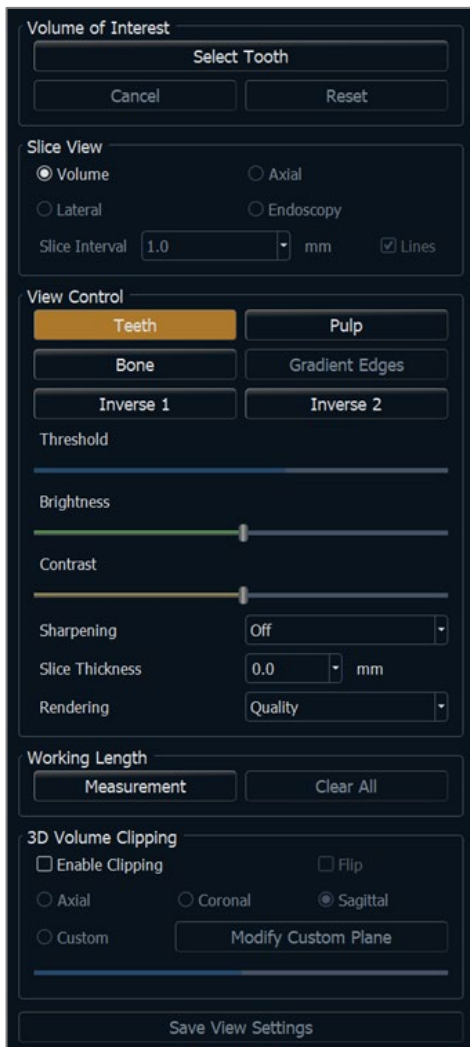 Volume of Interest
Select Tooth
Cancel Reset
Slice View
Volume Axial
Lateral Endoscopy
Slice Interval 1.0 mm Lines
View Control
Teeth Pulp
Bone Gradient Edges
Inverse 1 Inverse 2
Threshold
Brightness
Contrast
Sharpening Off
Slice Thickness 0.0 mm
Rendering Quality
Working Length
Measurement Clear All
3D Volume Clipping
Enable Clipping Flip
Axial Coronal Sagittal
Custom Modify Custom Plane
Save View Settings